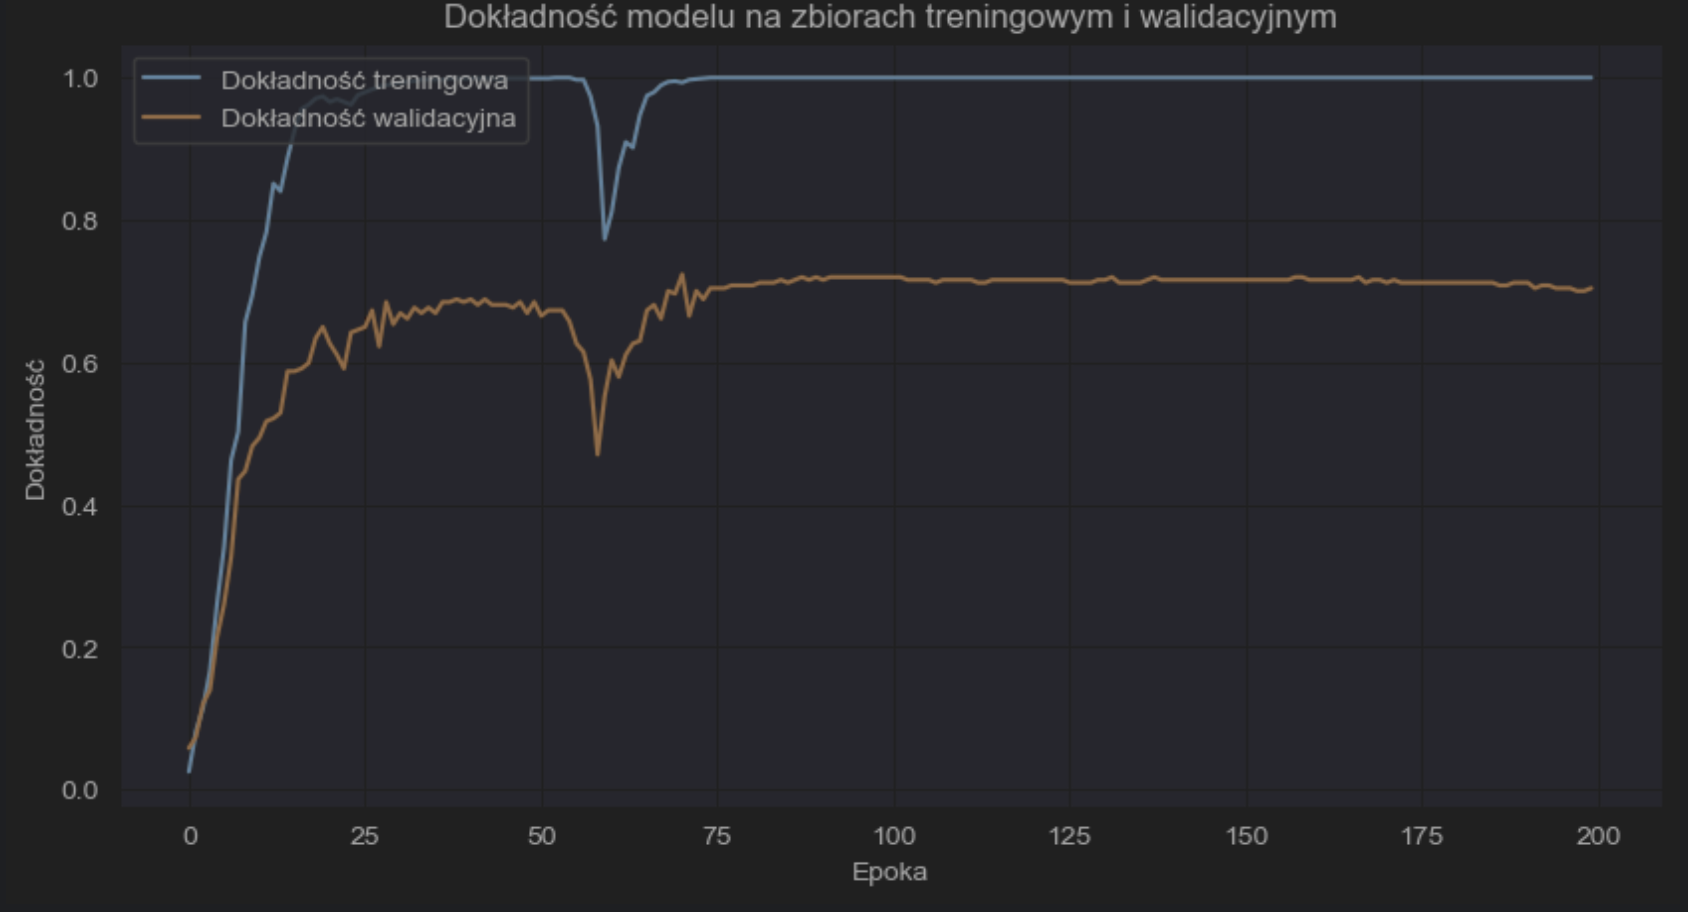 Dokładność modelu na zbiorach treningowym i walidacyjnym
Dokładność treningowa
Dokładność walidacyjna
1.0
0.8
0.6
0.4
0.2
0.0
Dokładność
0 25 50 75 100 125 150 175 200
Epoka